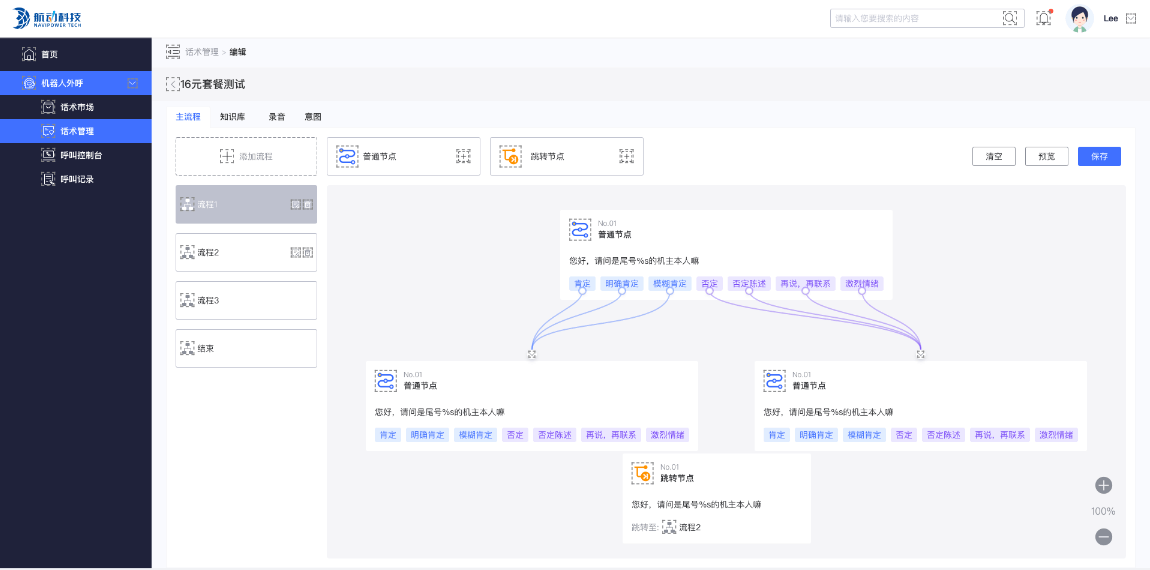 航动科技
NAVIPOWER TECH
请输入您要搜索的内容
Lee
首页
机器人外呼
话术市场
话术管理
呼叫控制台
呼叫记录
话术管理 > 编辑
16元套餐测试
主流程 知识库 录音 意图
添加流程
普通节点
跳转节点
清空 预览 保存
流程1
流程2
流程3
结束
No.01
普通节点
您好，请问是尾号%s的机主本人嘛
肯定 明确肯定 模糊肯定 否定 否定陈述 再说，再联系 激烈情绪
No.01
普通节点
您好，请问是尾号%s的机主本人嘛
肯定 明确肯定 模糊肯定 否定 否定陈述 再说，再联系 激烈情绪
No.01
普通节点
您好，请问是尾号%s的机主本人嘛
肯定 明确肯定 模糊肯定 否定 否定陈述 再说，再联系 激烈情绪
No.01
跳转节点
您好，请问是尾号%s的机主本人嘛
跳转至: 流程2
100%